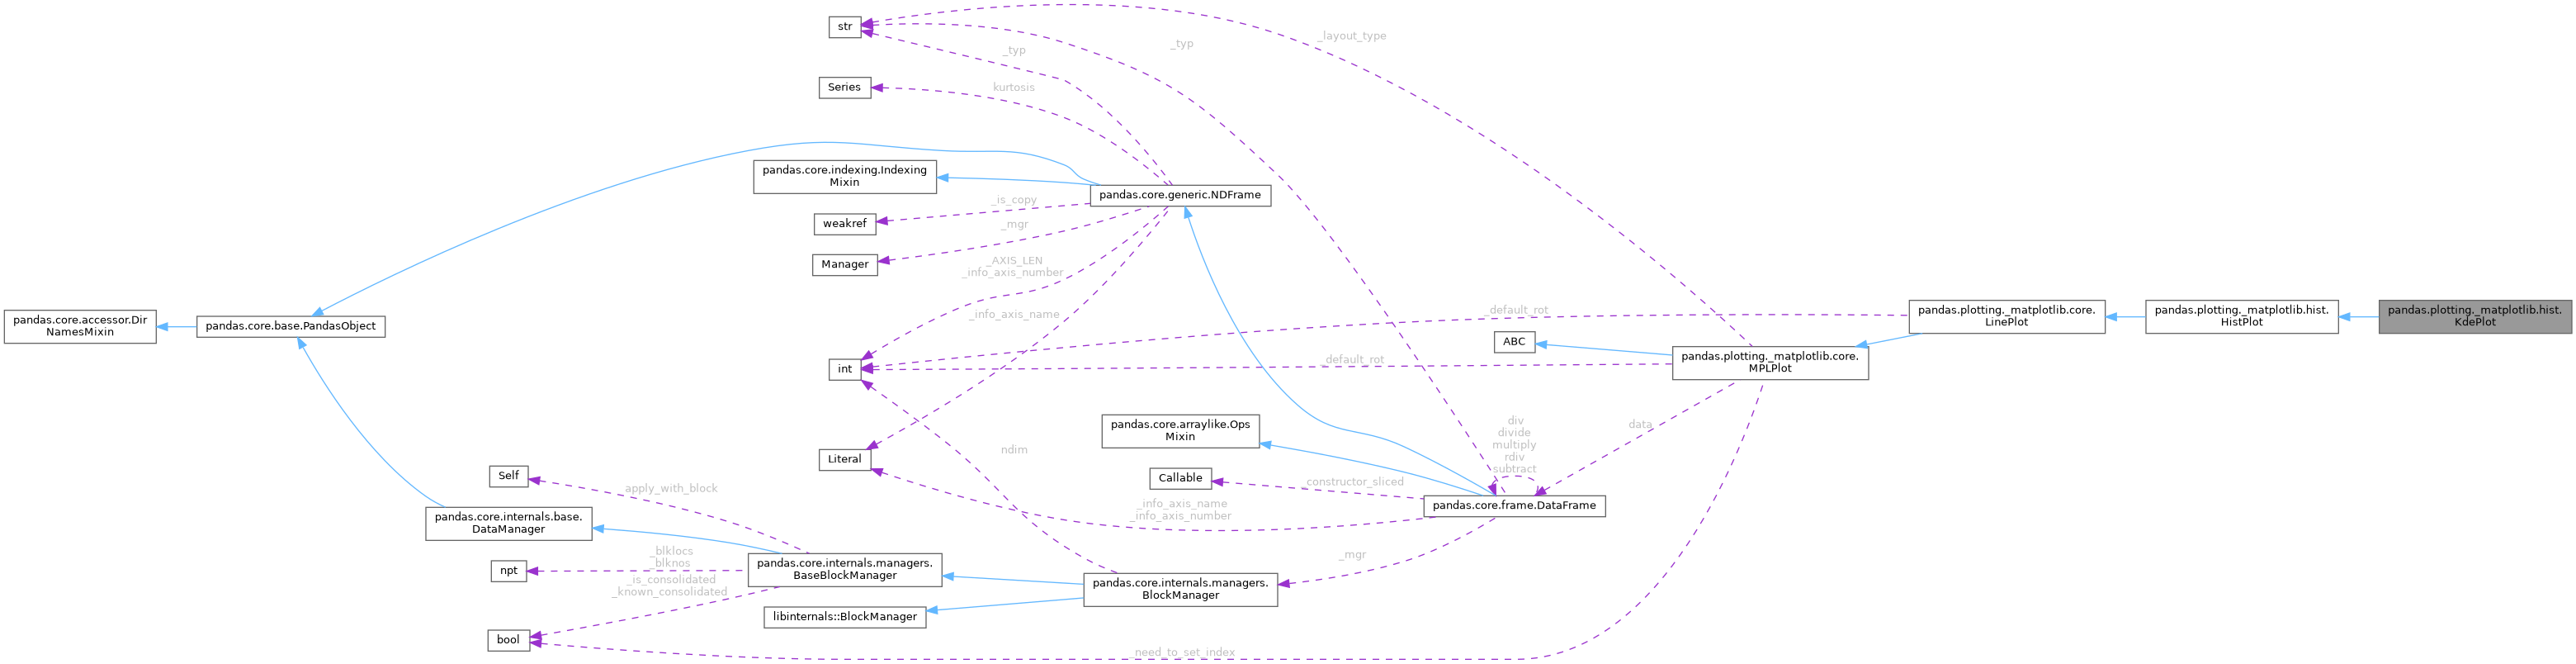 str
_layout_type
_typ
_typ
Series
kurtosis
pandas.core.indexing.Indexing
Mixin
pandas.core.generic.NDFrame
_is_copy
weakref
_mgr
Manager
_AXIS_LEN
_info_axis_number
pandas.core.accessor.Dir
NamesMixin
pandas.core.base.PandasObject
_info_axis_name
_default_rot
pandas.plotting._matplotlib.core.
LinePlot
pandas.plotting._matplotlib.hist.
HistPlot
pandas.plotting._matplotlib.hist.
KdePlot
ABC
pandas.plotting._matplotlib.core.
MPLPlot
int
_default_rot
pandas.core.arraylike.Ops
Mixin
div
divide
multiply
rdiv
subtract
data
ndim
Literal
Self
apply_with_block
Callable
_constructor_sliced
pandas.core.frame.DataFrame
_info_axis_name
_info_axis_number
pandas.core.internals.base.
DataManager
_mgr
_blklocs
_blknos
npt
pandas.core.internals.managers.
BaseBlockManager
_is_consolidated
_known_consolidated
pandas.core.internals.managers.
BlockManager
libinternals::BlockManager
bool
_need_to_set_index